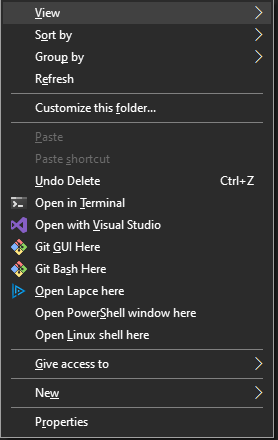 View
Sort by
Group by
Refresh
Customize this folder...
Paste
Paste shortcut
Undo Delete Ctrl+Z
Open in Terminal
Open with Visual Studio
Git GUI Here
Git Bash Here
Open Lapce here
Open PowerShell window here
Open Linux shell here
Give access to
New
Properties